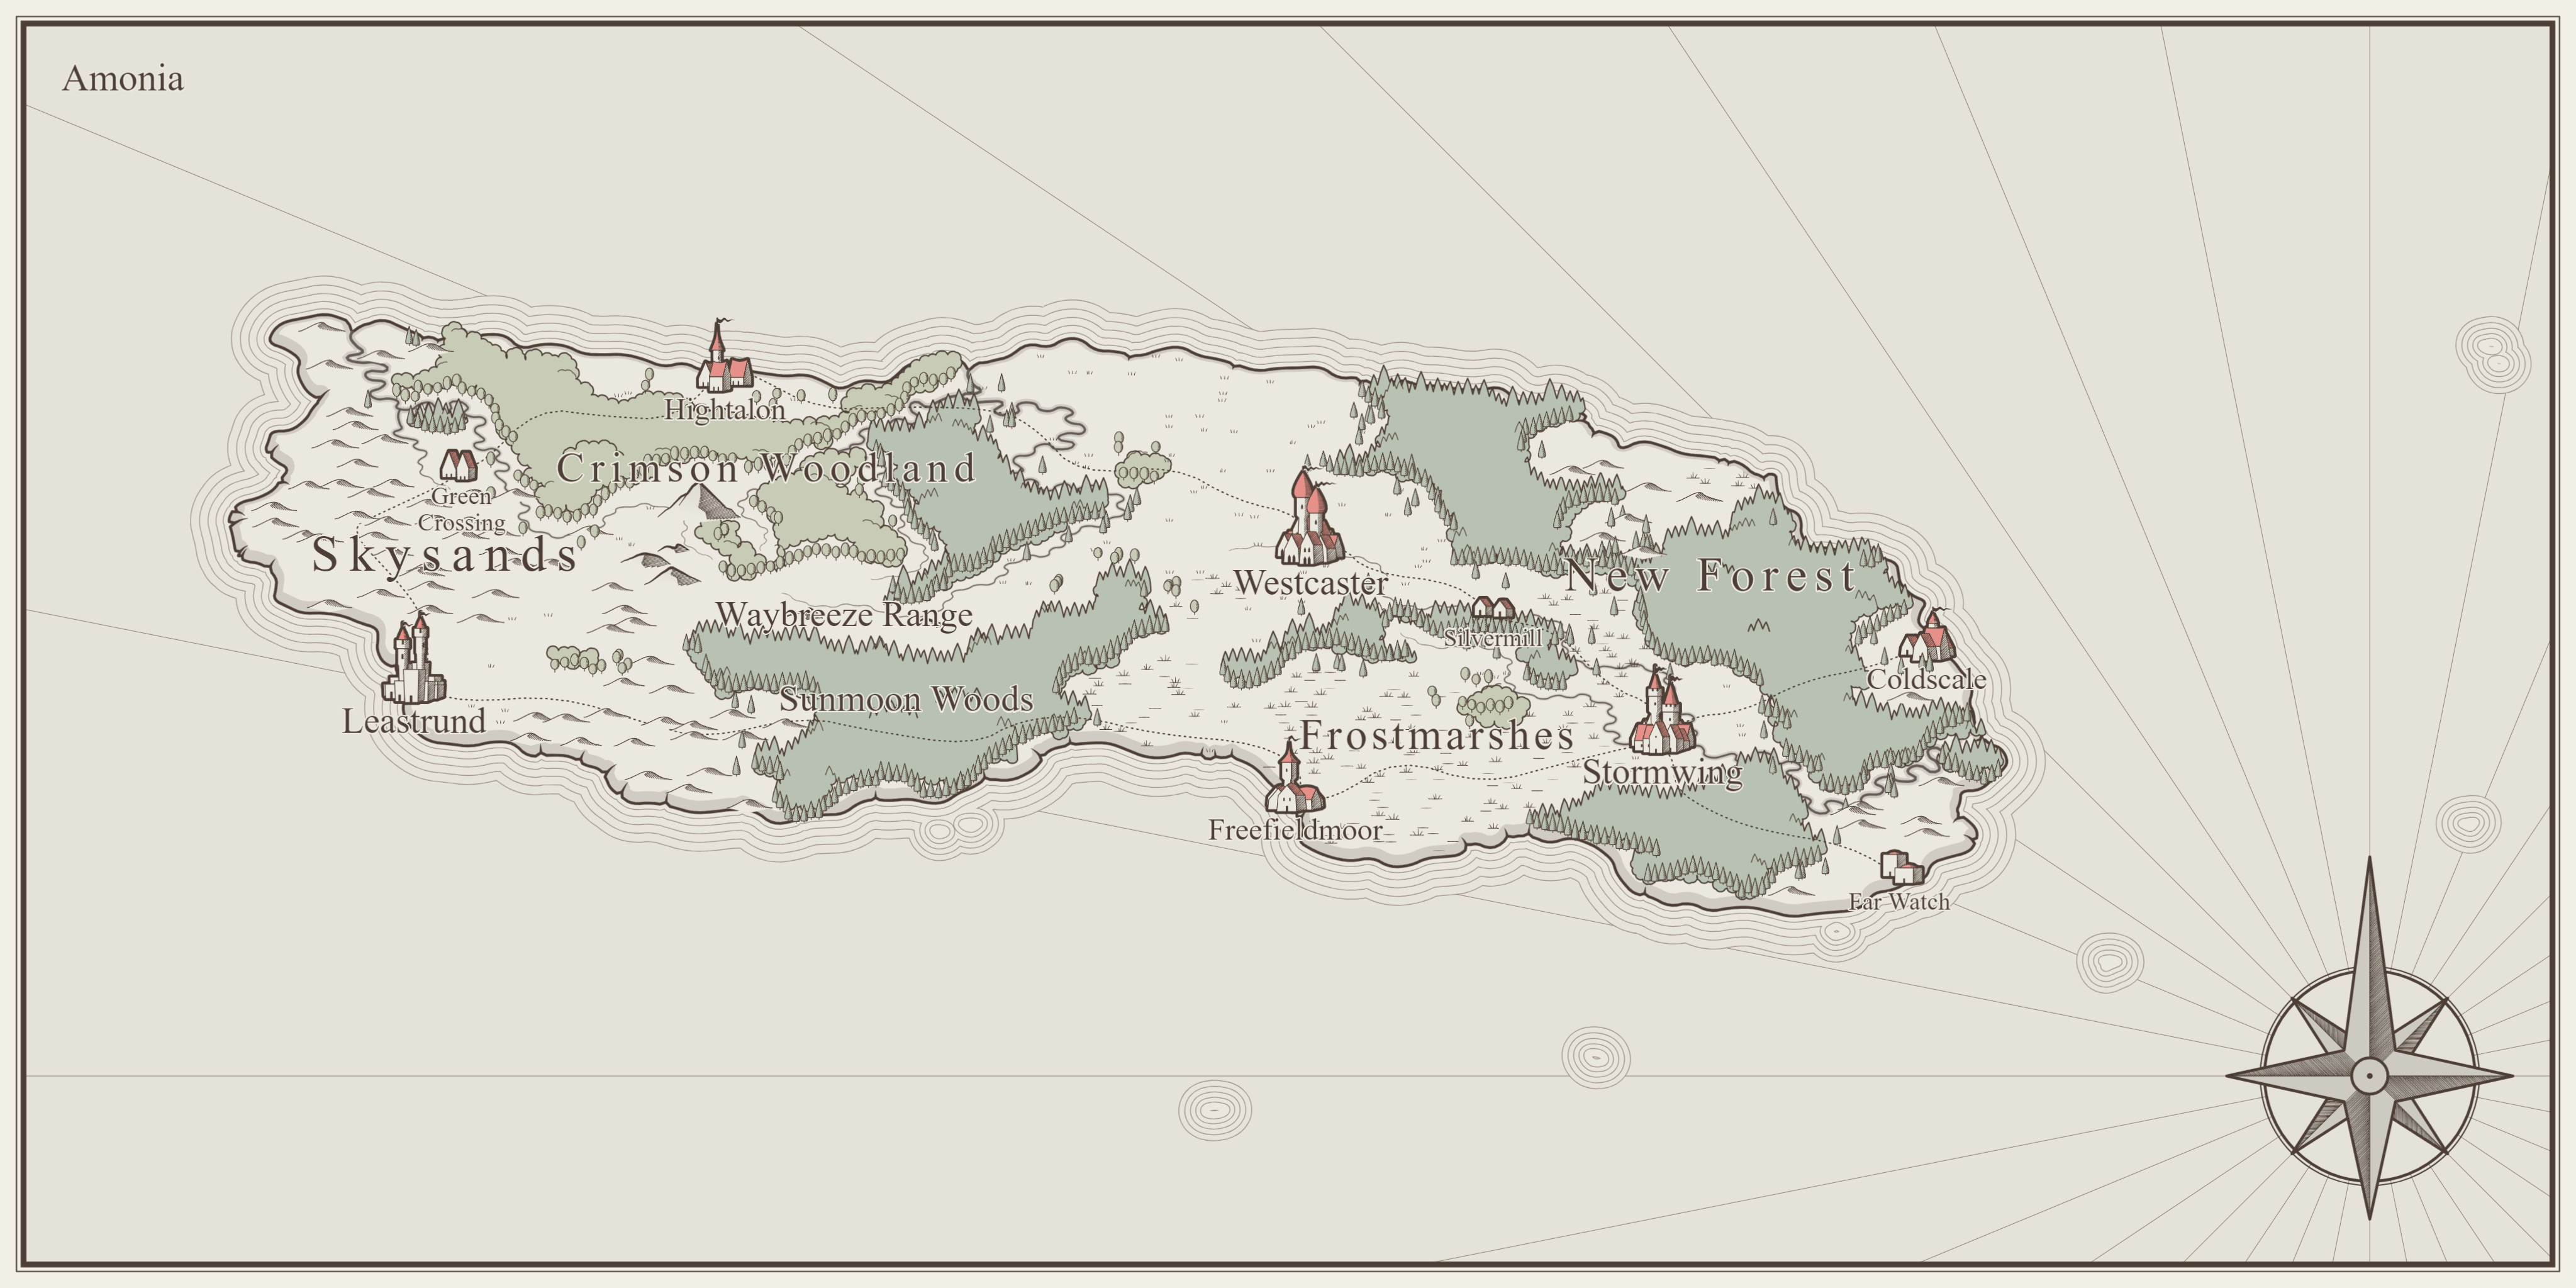 Amonia
Hightalon
Crimson Woodland
Green
Crossing
Skysands
Westcaster
New Forest
Waybreeze Range
Silvermill
Coldscale
Sunmoon Woods
Leastrund
Frostmarshes
Stormwing
Freefieldmoor
Ear Watch